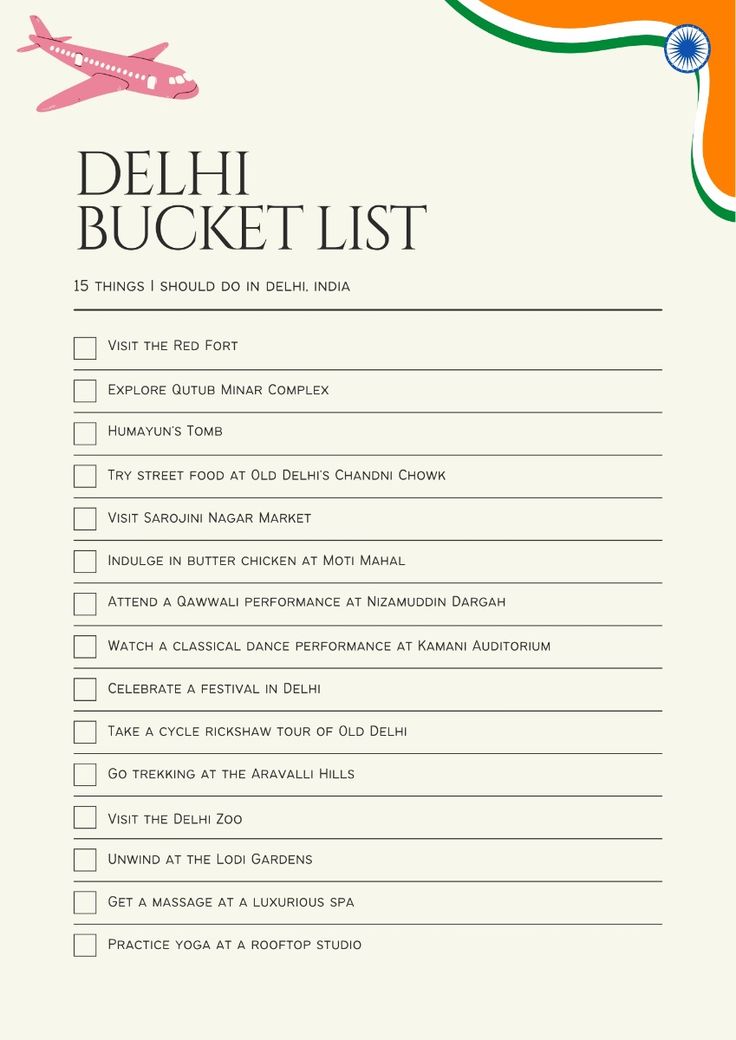 DELHI
BUCKET LIST
15 THINGS I SHOULD DO IN DELHI, INDIA
Visit the Red Fort
Explore Qutub Minar Complex
Humayun's Tomb
Try street food at Old Delhi's Chandni Chowk
Visit Sarojini Nagar Market
Indulge in butter chicken at Moti Mahal
Attend a Qawwali performance at Nizamuddin Dargah
Watch a classical dance performance at Kamani Auditorium
Celebrate a festival in Delhi
Take a cycle rickshaw tour of Old Delhi
Go trekking at the Aravalli Hills
Visit the Delhi Zoo
Unwind at the Lodi Gardens
Get a massage at a luxurious spa
Practice yoga at a rooftop studio